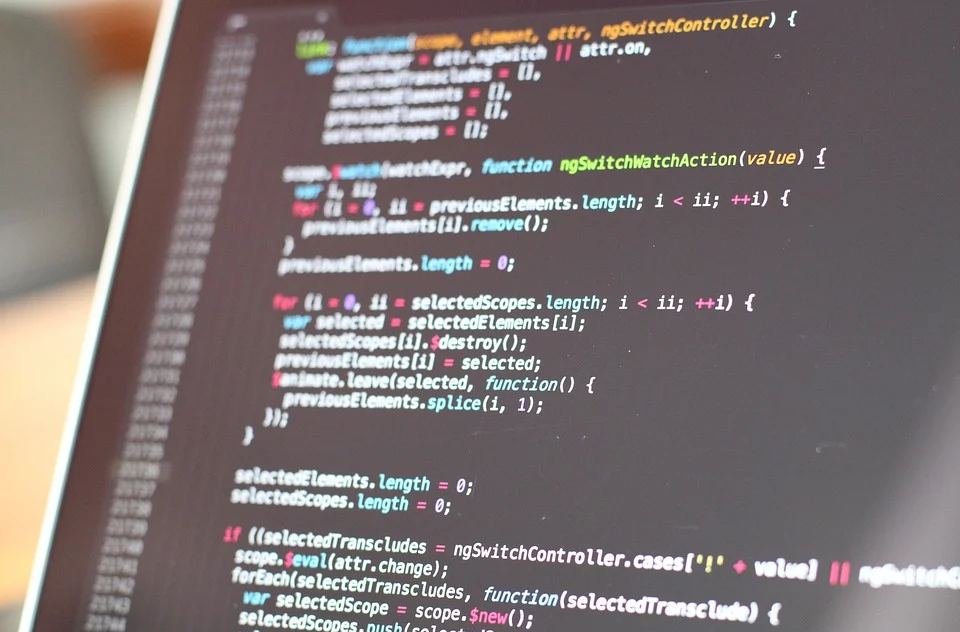 link: function(scope, element, attr, ngSwitchController) {
var watchExpr = attr.ngSwitch || attr.on,
selectedTranscludes = [],
selectedElements = [],
previousElements = [],
selectedScopes = [];
scope.$watch(watchExpr, function ngSwitchWatchAction(value) {
var i, ii;
for (i = 0, ii = previousElements.length; i < ii; ++i) {
previousElements[i].remove();
}
previousElements.length = 0;
for (i = 0, ii = selectedScopes.length; i < ii; ++i) {
var selected = selectedElements[i];
selectedScopes[i].$destroy();
previousElements[i] = selected;
$animate.leave(selected, function() {
previousElements.splice(i, 1);
});
}
selectedElements.length = 0;
selectedScopes.length = 0;
if ((selectedTranscludes = ngSwitchController.cases['!' + value] || ngSwitchC
scope.$eval(attr.change);
forEach(selectedTranscludes, function(selectedTransclude) {
var selectedScope = scope.$new();
selectedScopes.push(